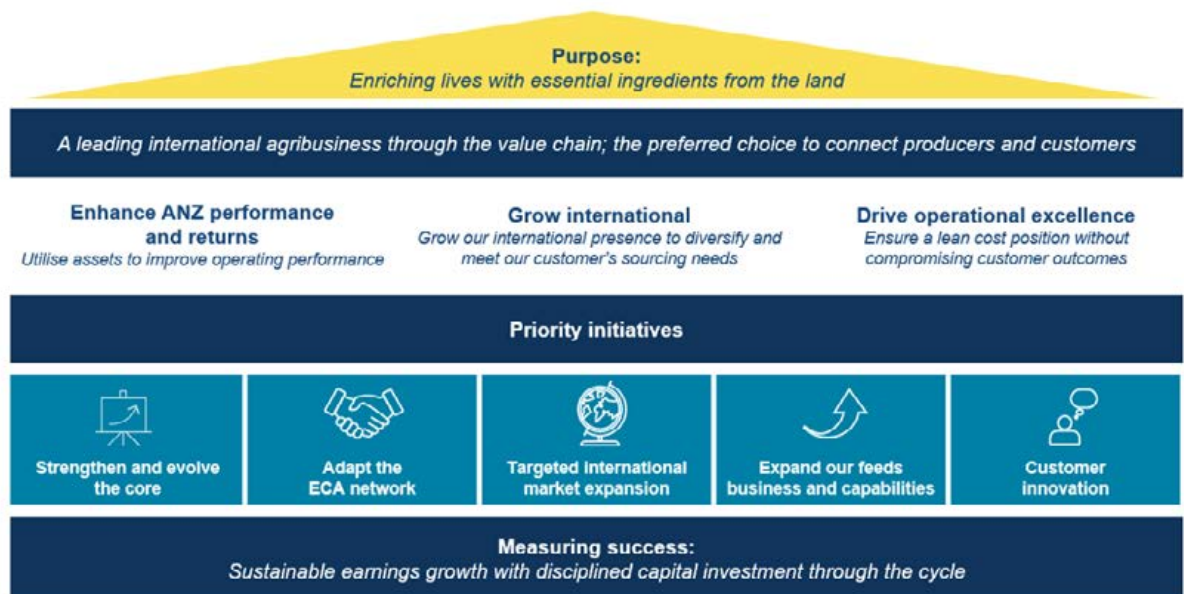 Purpose:
Enriching lives with essential ingredients from the land
A leading international agribusiness through the value chain; the preferred choice to connect producers and customers
Enhance ANZ performance
and returns
Utilise assets to improve operating performance
Grow international
Grow our international presence to diversify and
meet our customer's sourcing needs
Drive operational excellence
Ensure a lean cost position without
compromising customer outcomes
Priority initiatives
Strengthen and evolve
the core
Adapt the
ECA network
Targeted international
market expansion
Expand our feeds
business and capabilities
Customer
innovation
Measuring success:
Sustainable earnings growth with disciplined capital investment through the cycle